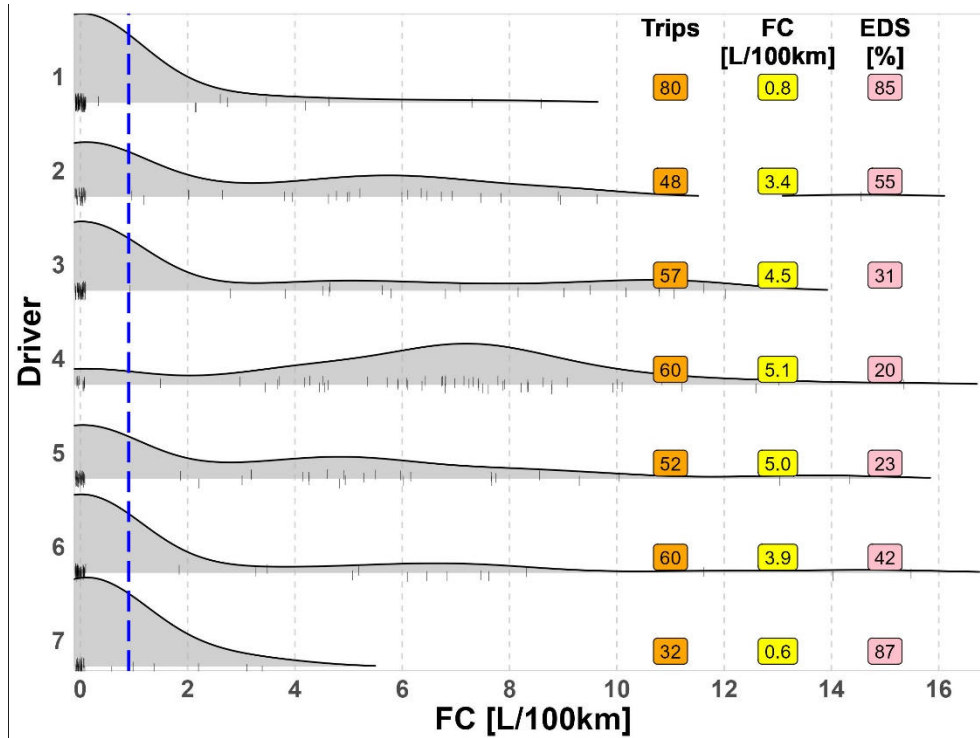 Trips FC EDS
[L/100km] [%]
1 80 0.8 85
2 48 3.4 55
3 57 4.5 31
4 60 5.1 20
5 52 5.0 23
6 60 3.9 42
7 32 0.6 87
Driver
0 2 4 6 8 10 12 14 16
FC [L/100km]